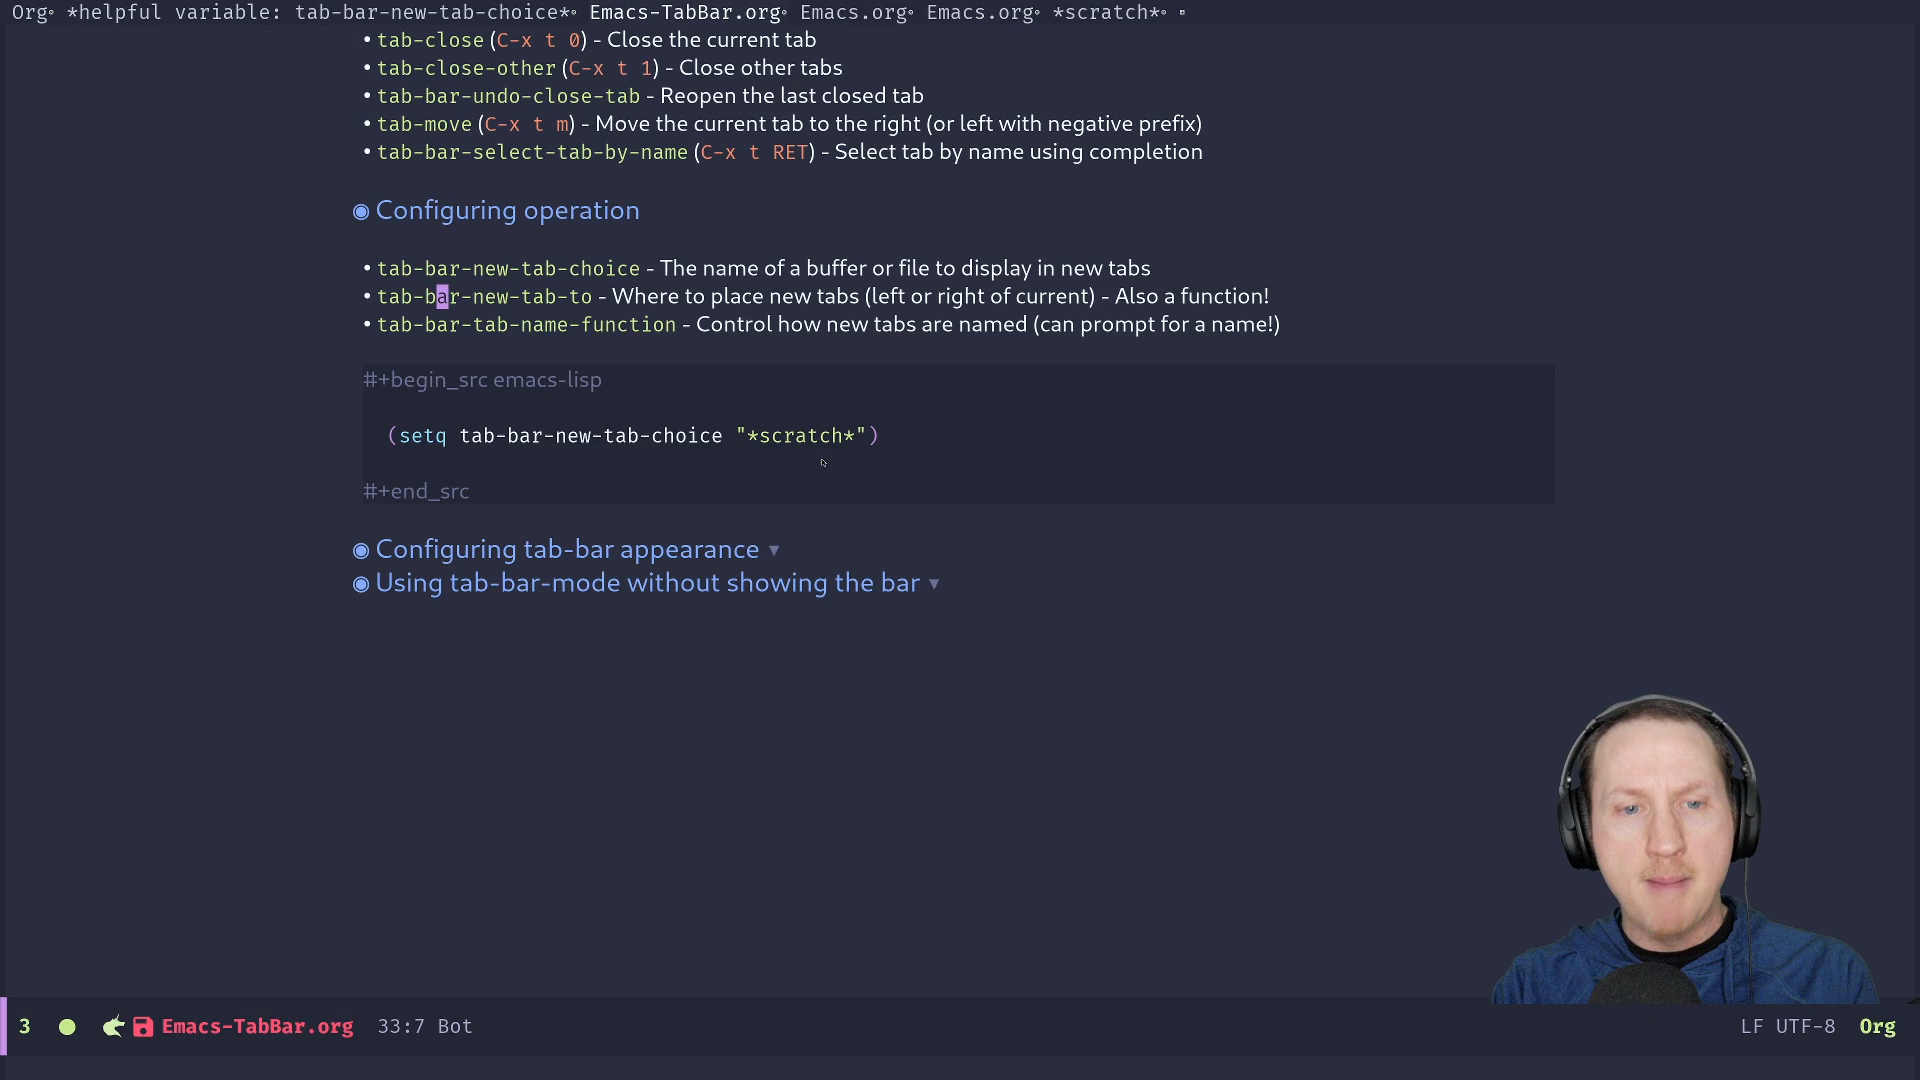 Org *helpful variable: tab-bar-new-tab-choice* Emacs-TabBar.org Emacs.org Emacs.org *scratch*
• tab-close (C-x t 0) - Close the current tab
• tab-close-other (C-x t 1) - Close other tabs
• tab-bar-undo-close-tab - Reopen the last closed tab
• tab-move (C-x t m) - Move the current tab to the right (or left with negative prefix)
• tab-bar-select-tab-by-name (C-x t RET) - Select tab by name using completion
◉ Configuring operation
• tab-bar-new-tab-choice - The name of a buffer or file to display in new tabs
• tab-bar-new-tab-to - Where to place new tabs (left or right of current) - Also a function!
• tab-bar-tab-name-function - Control how new tabs are named (can prompt for a name!)
#+begin_src emacs-lisp
(setq tab-bar-new-tab-choice "*scratch*")
#+end_src
◉ Configuring tab-bar appearance ▾
◉ Using tab-bar-mode without showing the bar ▾
3 Emacs-TabBar.org 33:7 Bot LF UTF-8 Org